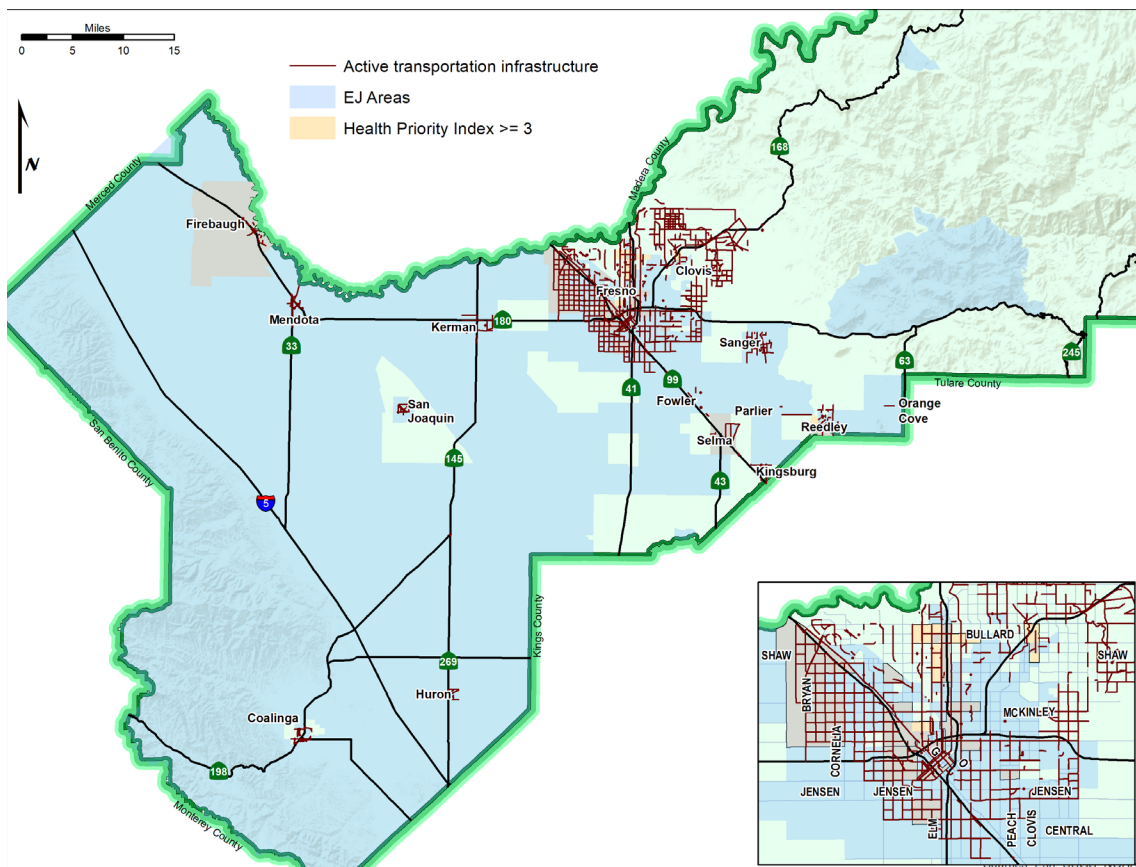 Miles
0 5 10 15
Active transportation infrastructure
EJ Areas
Health Priority Index >= 3
N
Merced County
Madera County
168
Firebaugh
Clovis
Fresno
Mendota
Kerman
180
33
Sanger
63
245
Tulare County
41
99
Fowler
San
Joaquin
Parlier
Orange
Cove
Reedley
Selma
San Benito County
145
Kingsburg
43
5
Kings County
269
Huron
Coalinga
198
Monterey County
BULLARD
SHAW
SHAW
BRYAN
MCKINLEY
CORNELIA
G
O
JENSEN
JENSEN
JENSEN
ELM
PEACH
CLOVIS
CENTRAL